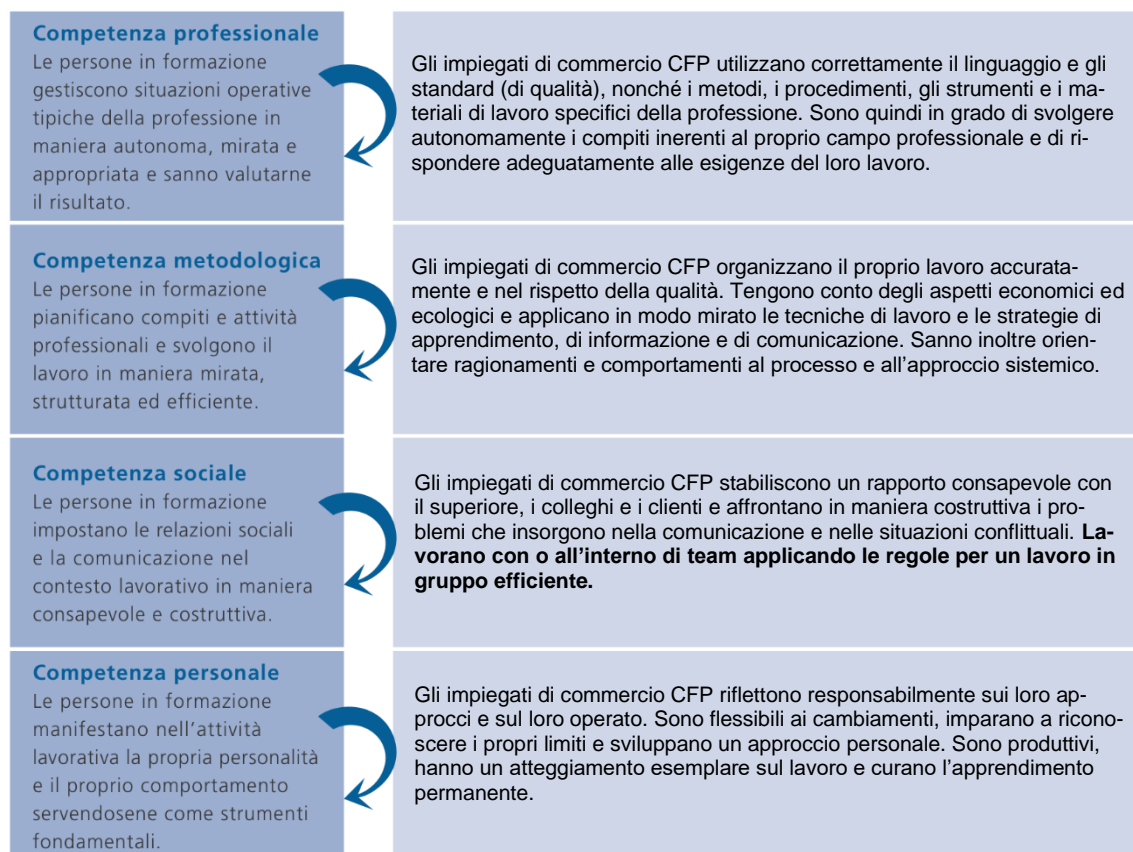 Competenza professionale
Le persone in formazione
gestiscono situazioni operative
tipiche della professione in
maniera autonoma, mirata e
appropriata e sanno valutarne
il risultato.
Gli impiegati di commercio CFP utilizzano correttamente il linguaggio e gli
standard (di qualità), nonché i metodi, i procedimenti, gli strumenti e i ma-
teriali di lavoro specifici della professione. Sono quindi in grado di svolgere
autonomamente i compiti inerenti al proprio campo professionale e di ri-
spondere adeguatamente alle esigenze del loro lavoro.
Competenza metodologica
Le persone in formazione
pianificano compiti e attività
professionali e svolgono il
lavoro in maniera mirata,
strutturata ed efficiente.
Gli impiegati di commercio CFP organizzano il proprio lavoro accurata-
mente e nel rispetto della qualità. Tengono conto degli aspetti economici ed
ecologici e applicano in modo mirato le tecniche di lavoro e le strategie di
apprendimento, di informazione e di comunicazione. Sanno inoltre orien-
tare ragionamenti e comportamenti al processo e all'approccio sistemico.
Competenza sociale
Le persone in formazione
impostano le relazioni sociali
e la comunicazione nel
contesto lavorativo in maniera
consapevole e costruttiva.
Gli impiegati di commercio CFP stabiliscono un rapporto consapevole con
il superiore, i colleghi e i clienti e affrontano in maniera costruttiva i pro-
blemi che insorgono nella comunicazione e nelle situazioni conflittuali. La-
vorano con o all'interno di team applicando le regole per un lavoro in
gruppo efficiente.
Competenza personale
Le persone in formazione
manifestano nell'attività
lavorativa la propria personalità
e il proprio comportamento
servendosene come strumenti
fondamentali.
Gli impiegati di commercio CFP riflettono responsabilmente sui loro ap-
procci e sul loro operato. Sono flessibili ai cambiamenti, imparano a ricono-
scere i propri limiti e sviluppano un approccio personale. Sono produttivi,
hanno un atteggiamento esemplare sul lavoro e curano l'apprendimento
permanente.